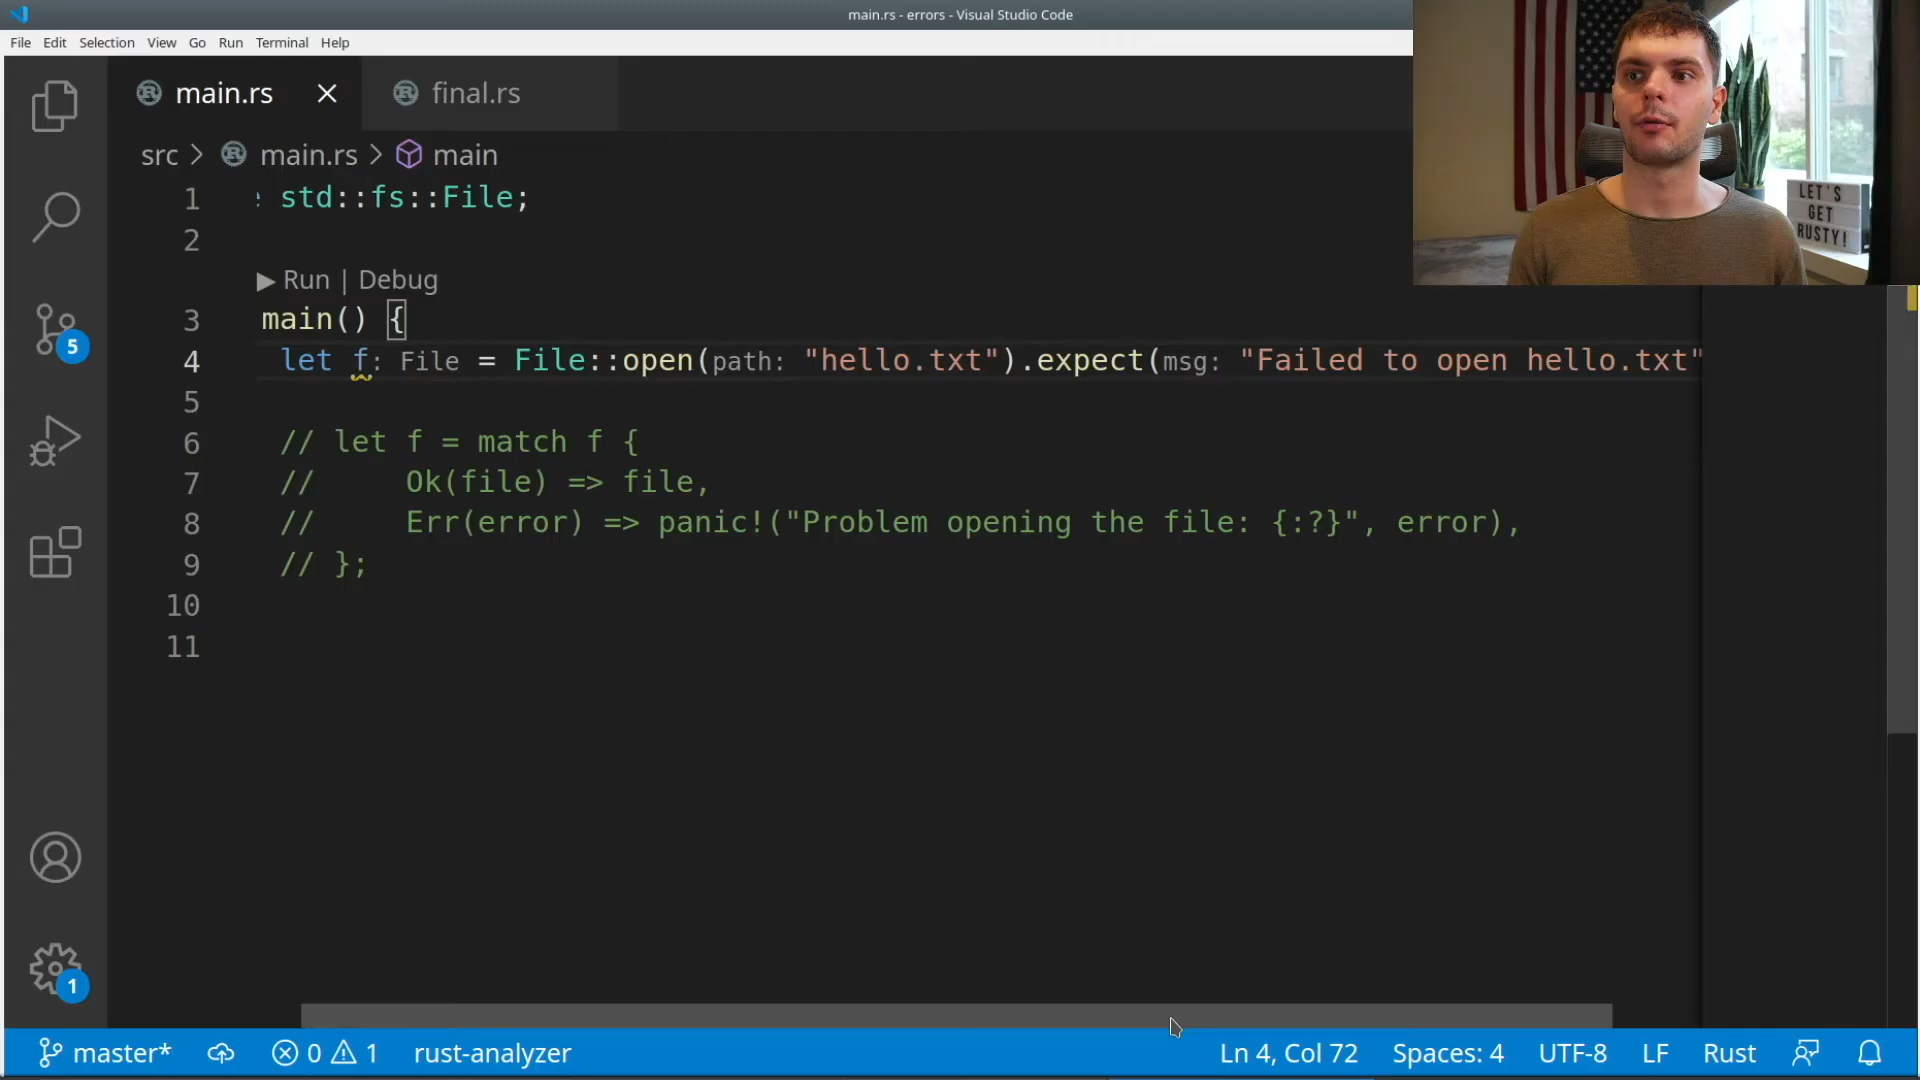 main.rs - errors - Visual Studio Code
File Edit Selection View Go Run Terminal Help
main.rs final.rs
src > main.rs > main
1 std::fs::File;
2
Run | Debug
3 main() {
4 let f: File = File::open(path: "hello.txt").expect(msg: "Failed to open hello.txt"
5
6 // let f = match f {
7 // Ok(file) => file,
8 // Err(error) => panic!("Problem opening the file: {:?}", error),
9 // };
10
11
LET'S
GET
RUSTY!
5
1
master* 0 1 rust-analyzer Ln 4, Col 72 Spaces: 4 UTF-8 LF Rust